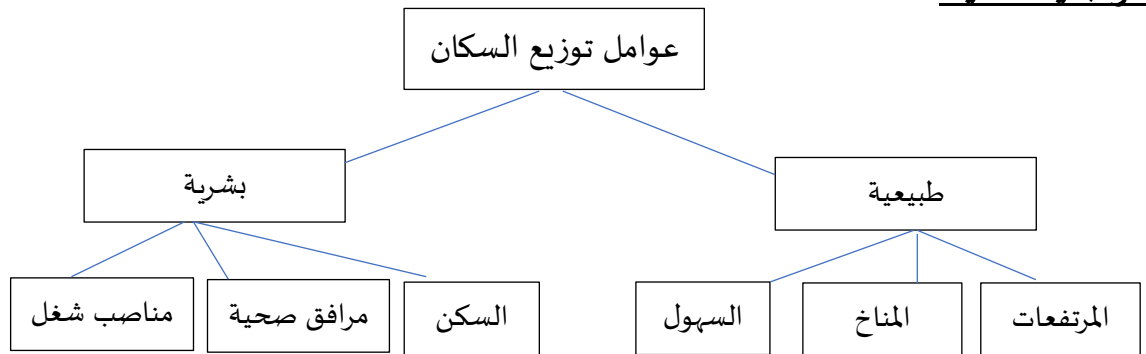 عوامل توزيع السكان
طبيعية
بشرية
المرتفعات
المناخ
السهول
السكن
مرافق صحية
مناصب شغل